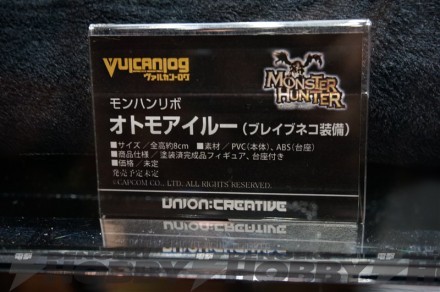 VULCANLOG
ヴァルカンログ
MONSTER HUNTER
モンハンリボ
オトモアイルー(ブレイブネコ装備)
■サイズ/全高約8cm ■素材/PVC(本体)、ABS(台座)
■商品仕様/塗装済完成品フィギュア、台座付き
■価格/未定
発売予定未定
©CAPCOM CO., LTD. ALL RIGHTS RESERVED.
UNION:CREATIVE
電撃 HOBBY